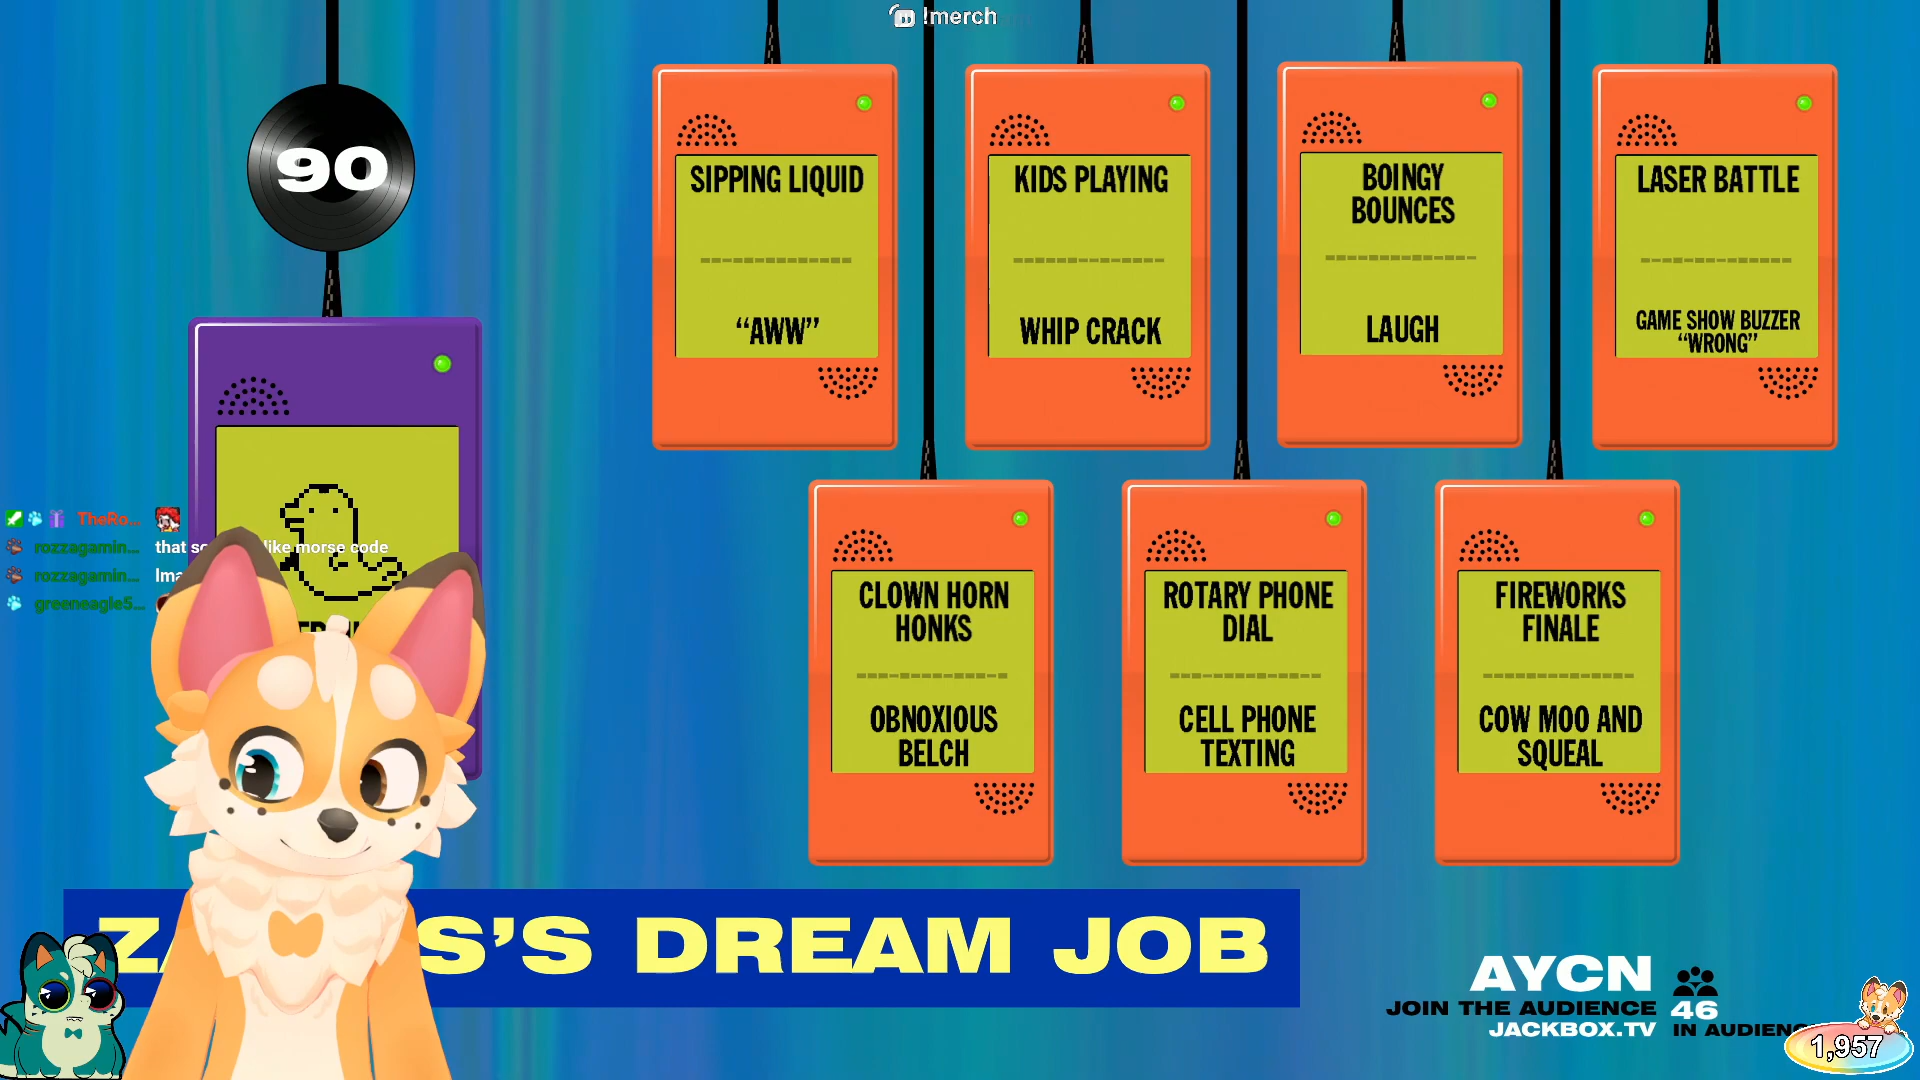 !merch
90
SIPPING LIQUID
“AWW”
KIDS PLAYING
WHIP CRACK
BOINGY
BOUNCES
LAUGH
LASER BATTLE
GAME SHOW BUZZER
“WRONG”
TheRo...
rozzagamin... that like morse code
rozzagamin...
greeneagle5...
CLOWN HORN
HONKS
OBNOXIOUS
BELCH
ROTARY PHONE
DIAL
CELL PHONE
TEXTING
FIREWORKS
FINALE
COW MOO AND
SQUEAL
S’S DREAM JOB
AYCN
JOIN THE AUDIENCE
JACKBOX.TV
46
IN AUDIENC
1,957